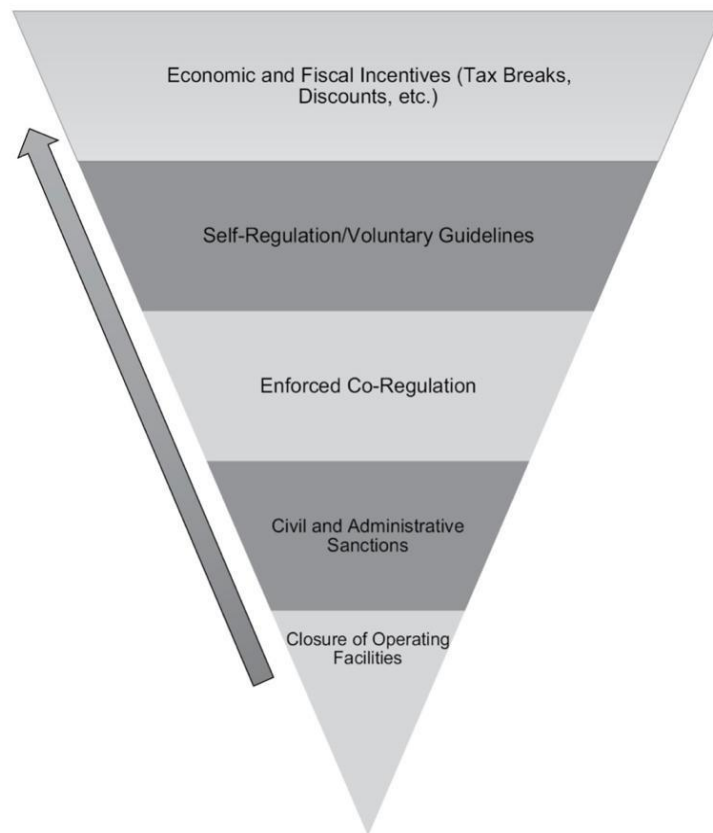 Economic and Fiscal Incentives (Tax Breaks,
Discounts, etc.)
Self-Regulation/Voluntary Guidelines
Enforced Co-Regulation
Civil and Administrative
Sanctions
Closure of Operating
Facilities